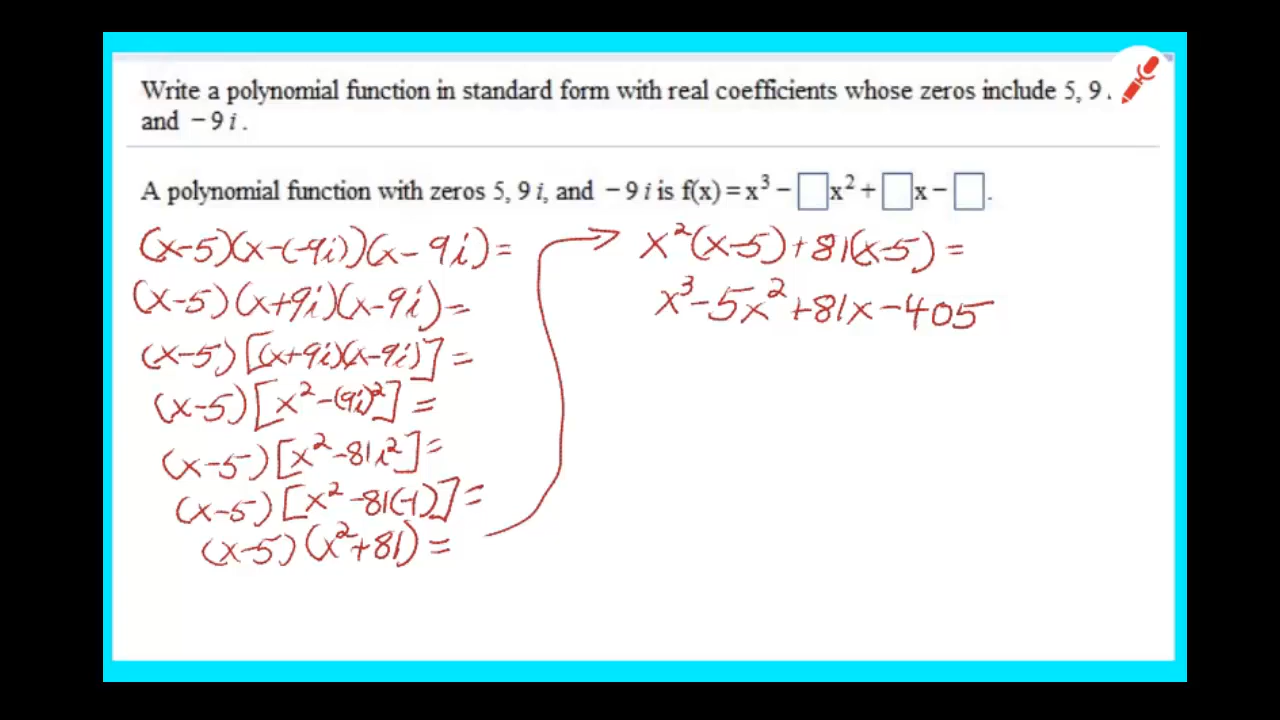 Write a polynomial function in standard form with real coefficients whose zeros include 5, 9
and −9i.
A polynomial function with zeros 5, 9i, and −9i is f(x) = x³ − □x² + □x − □.
(x-5)(x-(-9i))(x-9i)=
(x-5)(x+9i)(x-9i)=
(x-5)[(x+9i)(x-9i)]=
(x-5)[x²-(9i)²]=
(x-5)[x²-81i²]=
(x-5)[x²-81(-1)]=
(x-5)(x²+81)=
x²(x-5)+81(x-5)=
x³-5x²+81x-405